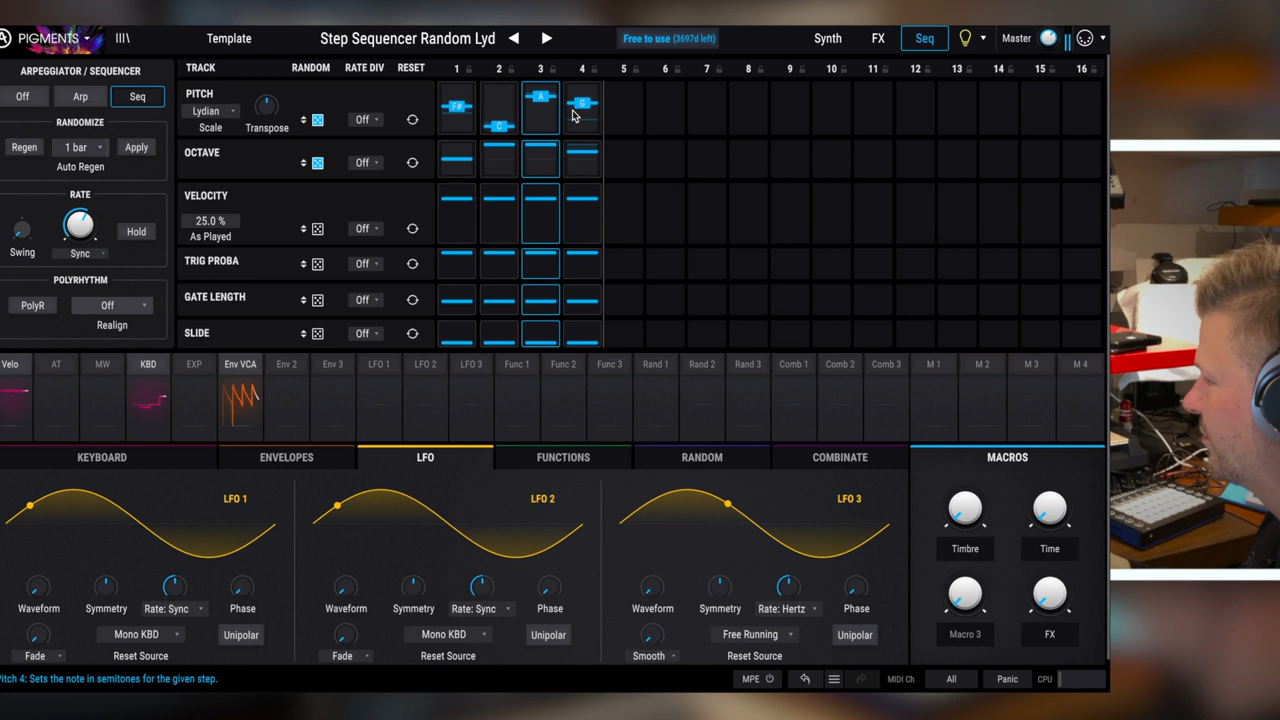 PIGMENTS
Template
Step Sequencer Random Lyd
Free to use (3697d left)
Synth
FX
Seq
Master
ARPEGGIATOR / SEQUENCER
Off
Arp
Seq
RANDOMIZE
Regen
1 bar
Apply
Auto Regen
RATE
Hold
Swing
Sync
POLYRHYTHM
PolyR
Off
Realign
TRACK
RANDOM
RATE DIV
RESET
1 2 3 4 5 6 7 8 9 10 11 12 13 14 15 16
PITCH
Lydian
Scale
Transpose
Off
F#
C
A
G
OCTAVE
Off
VELOCITY
25.0 %
As Played
Off
TRIG PROBA
Off
GATE LENGTH
Off
SLIDE
Off
Velo AT MW KBD EXP Env VCA Env 2 Env 3 LFO 1 LFO 2 LFO 3 Func 1 Func 2 Func 3 Rand 1 Rand 2 Rand 3 Comb 1 Comb 2 Comb 3 M 1 M 2 M 3 M 4
KEYBOARD
ENVELOPES
LFO
FUNCTIONS
RANDOM
COMBINATE
MACROS
LFO 1
Waveform
Symmetry
Rate: Sync
Phase
Fade
Mono KBD
Reset Source
Unipolar
LFO 2
Waveform
Symmetry
Rate: Sync
Phase
Fade
Mono KBD
Reset Source
Unipolar
LFO 3
Waveform
Symmetry
Rate: Hertz
Phase
Smooth
Free Running
Reset Source
Unipolar
Timbre
Time
Macro 3
FX
Pitch 4: Sets the note in semitones for the given step.
MPE
MIDI Ch
All
Panic
CPU